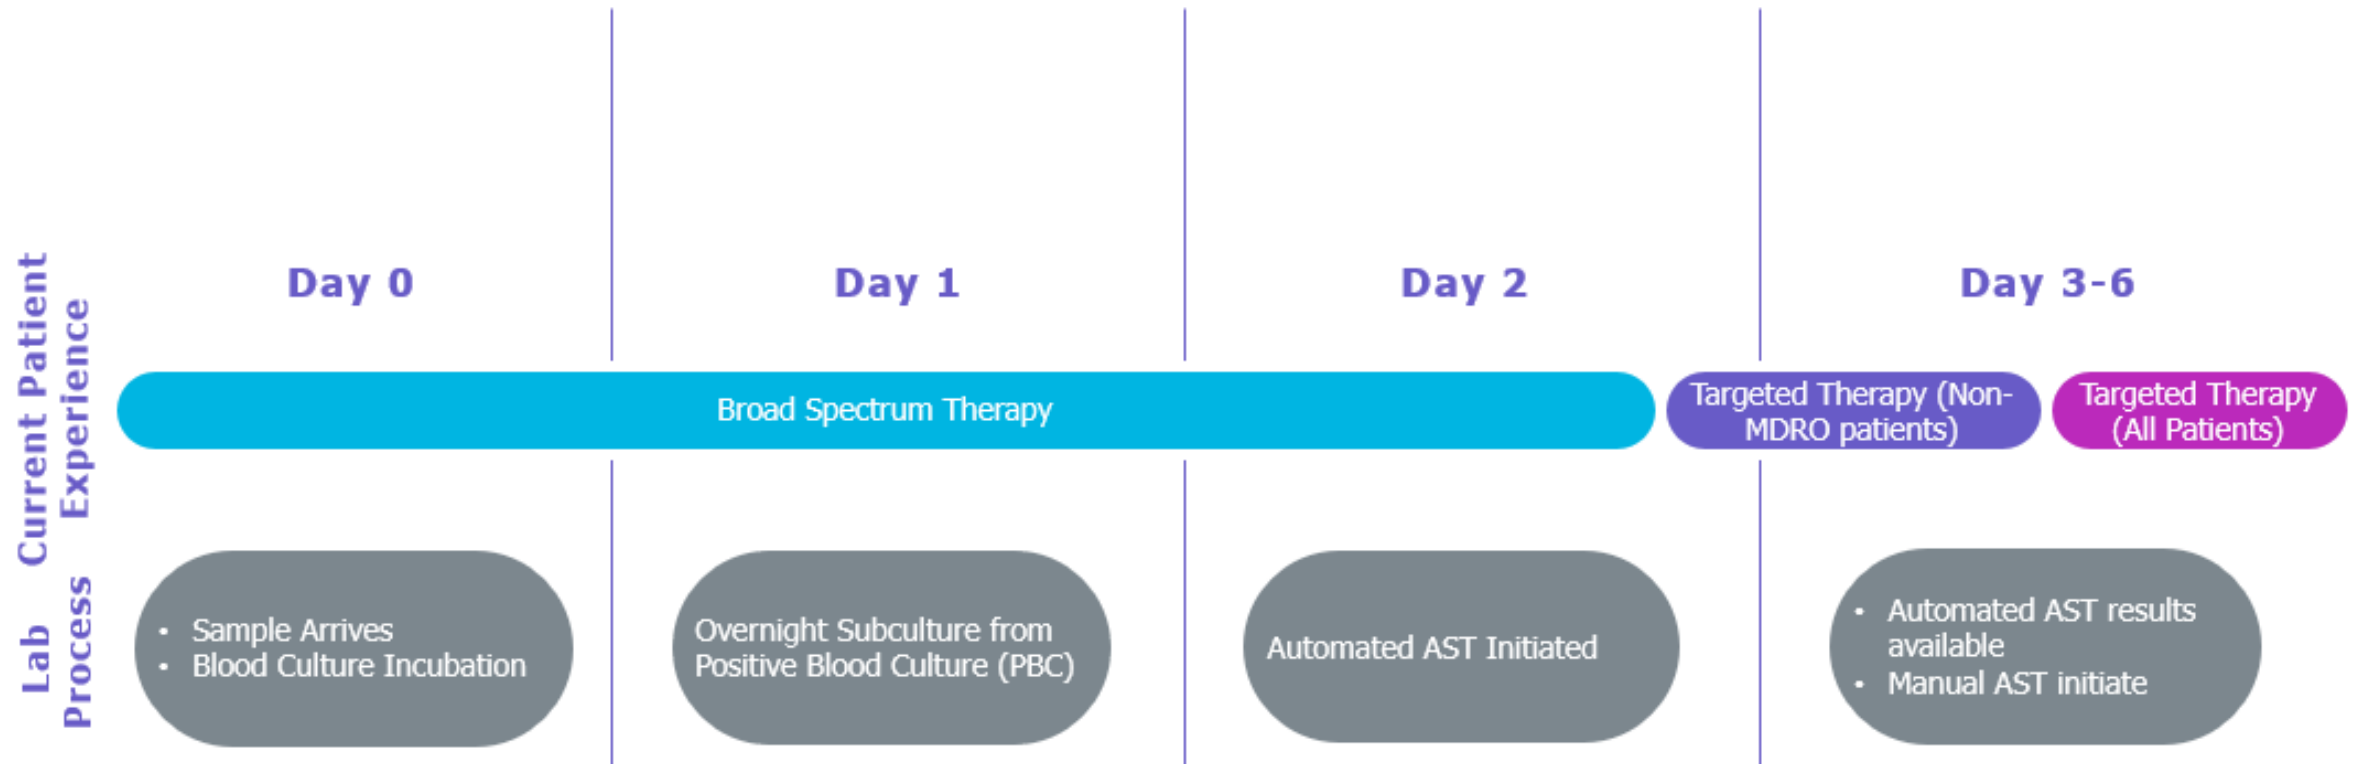 Day 0
Day 1
Day 2
Day 3-6
Current Patient
Experience
Broad Spectrum Therapy
Targeted Therapy (Non-
MDRO patients)
Targeted Therapy
(All Patients)
Lab
Process
• Sample Arrives
• Blood Culture Incubation
Overnight Subculture from
Positive Blood Culture (PBC)
Automated AST Initiated
• Automated AST results
available
• Manual AST initiate